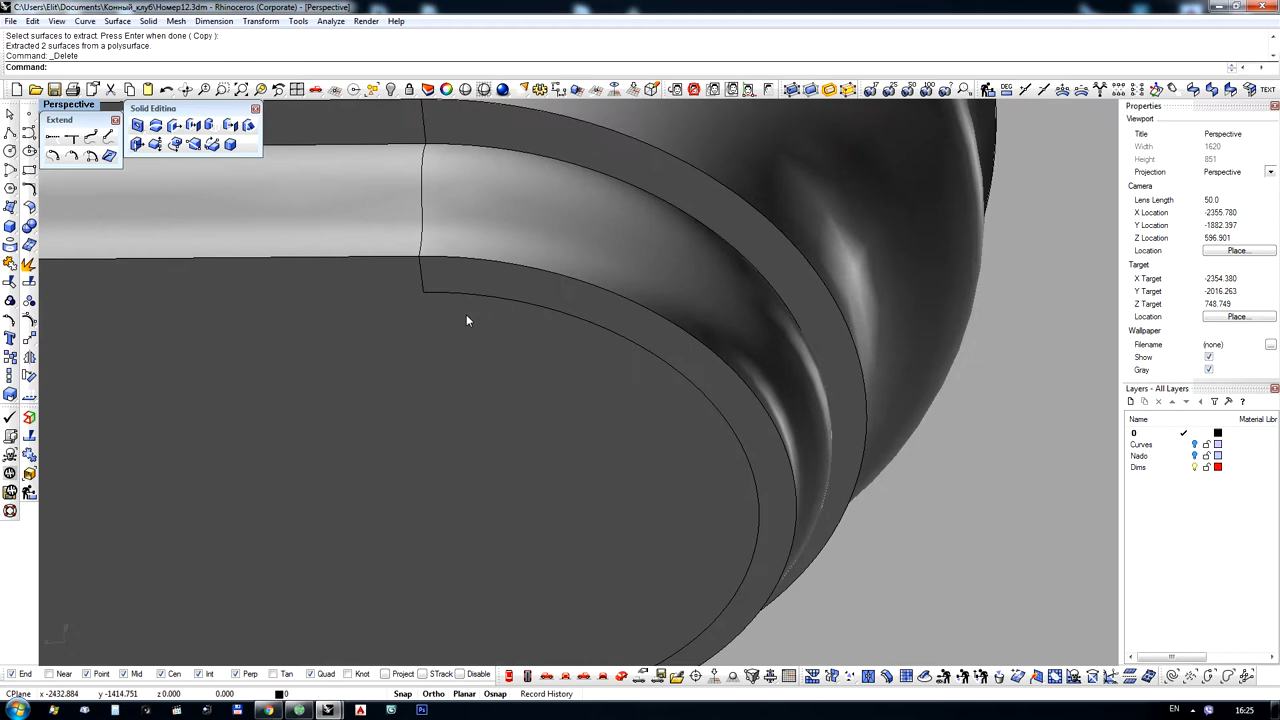 C:\Users\Elit\Documents\Конный_клуб\Номер12.3dm - Rhinoceros (Corporate) - [Perspective]
File Edit View Curve Surface Solid Mesh Dimension Transform Tools Analyze Render Help
Select surfaces to extract. Press Enter when done ( Copy ):
Extracted 2 surfaces from a polysurface.
Command: _Delete
Command:
TEXT
Perspective
Extend
Solid Editing
Properties
Viewport
Title Perspective
Width 1620
Height 851
Projection Perspective
Camera
Lens Length 50.0
X Location -2355.780
Y Location -1882.397
Z Location 596.901
Location Place...
Target
X Target -2354.380
Y Target -2016.263
Z Target 748.749
Location Place...
Wallpaper
Filename (none)
Show
Gray
Layers - All Layers
Name Material Libr
0
Curves
Nado
Dims
End Near Point Mid Cen Int Perp Tan Quad Knot Project STrack Disable
CPlane x -2432.884 y -1414.751 z 0.000 0.000 0 Snap Ortho Planar Osnap Record History
EN 16:25